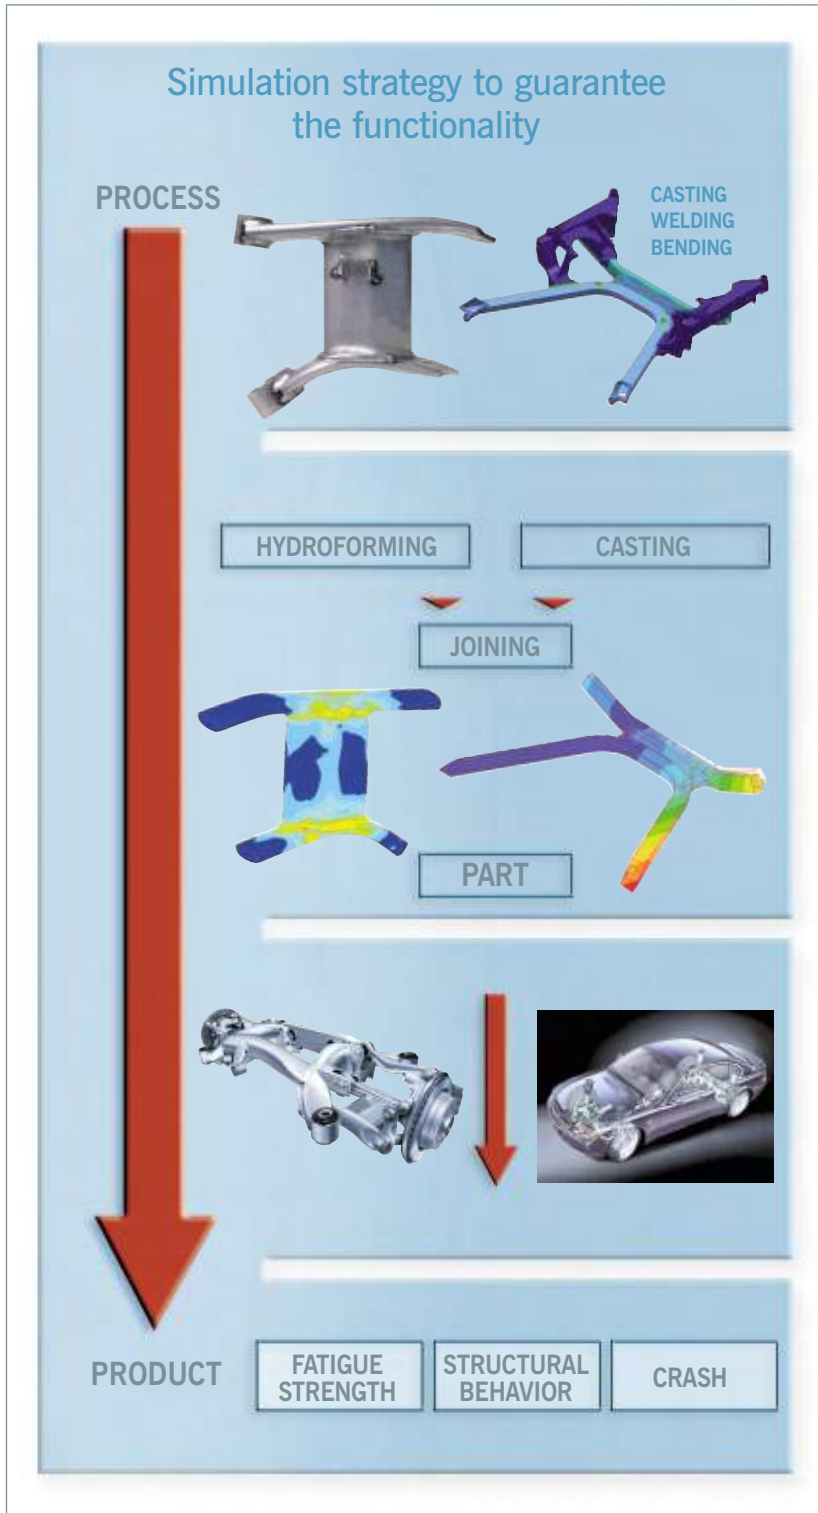 Simulation strategy to guarantee
the functionality
PROCESS
CASTING
WELDING
BENDING
HYDROFORMING
CASTING
JOINING
PART
PRODUCT
FATIGUE
STRENGTH
STRUCTURAL
BEHAVIOR
CRASH